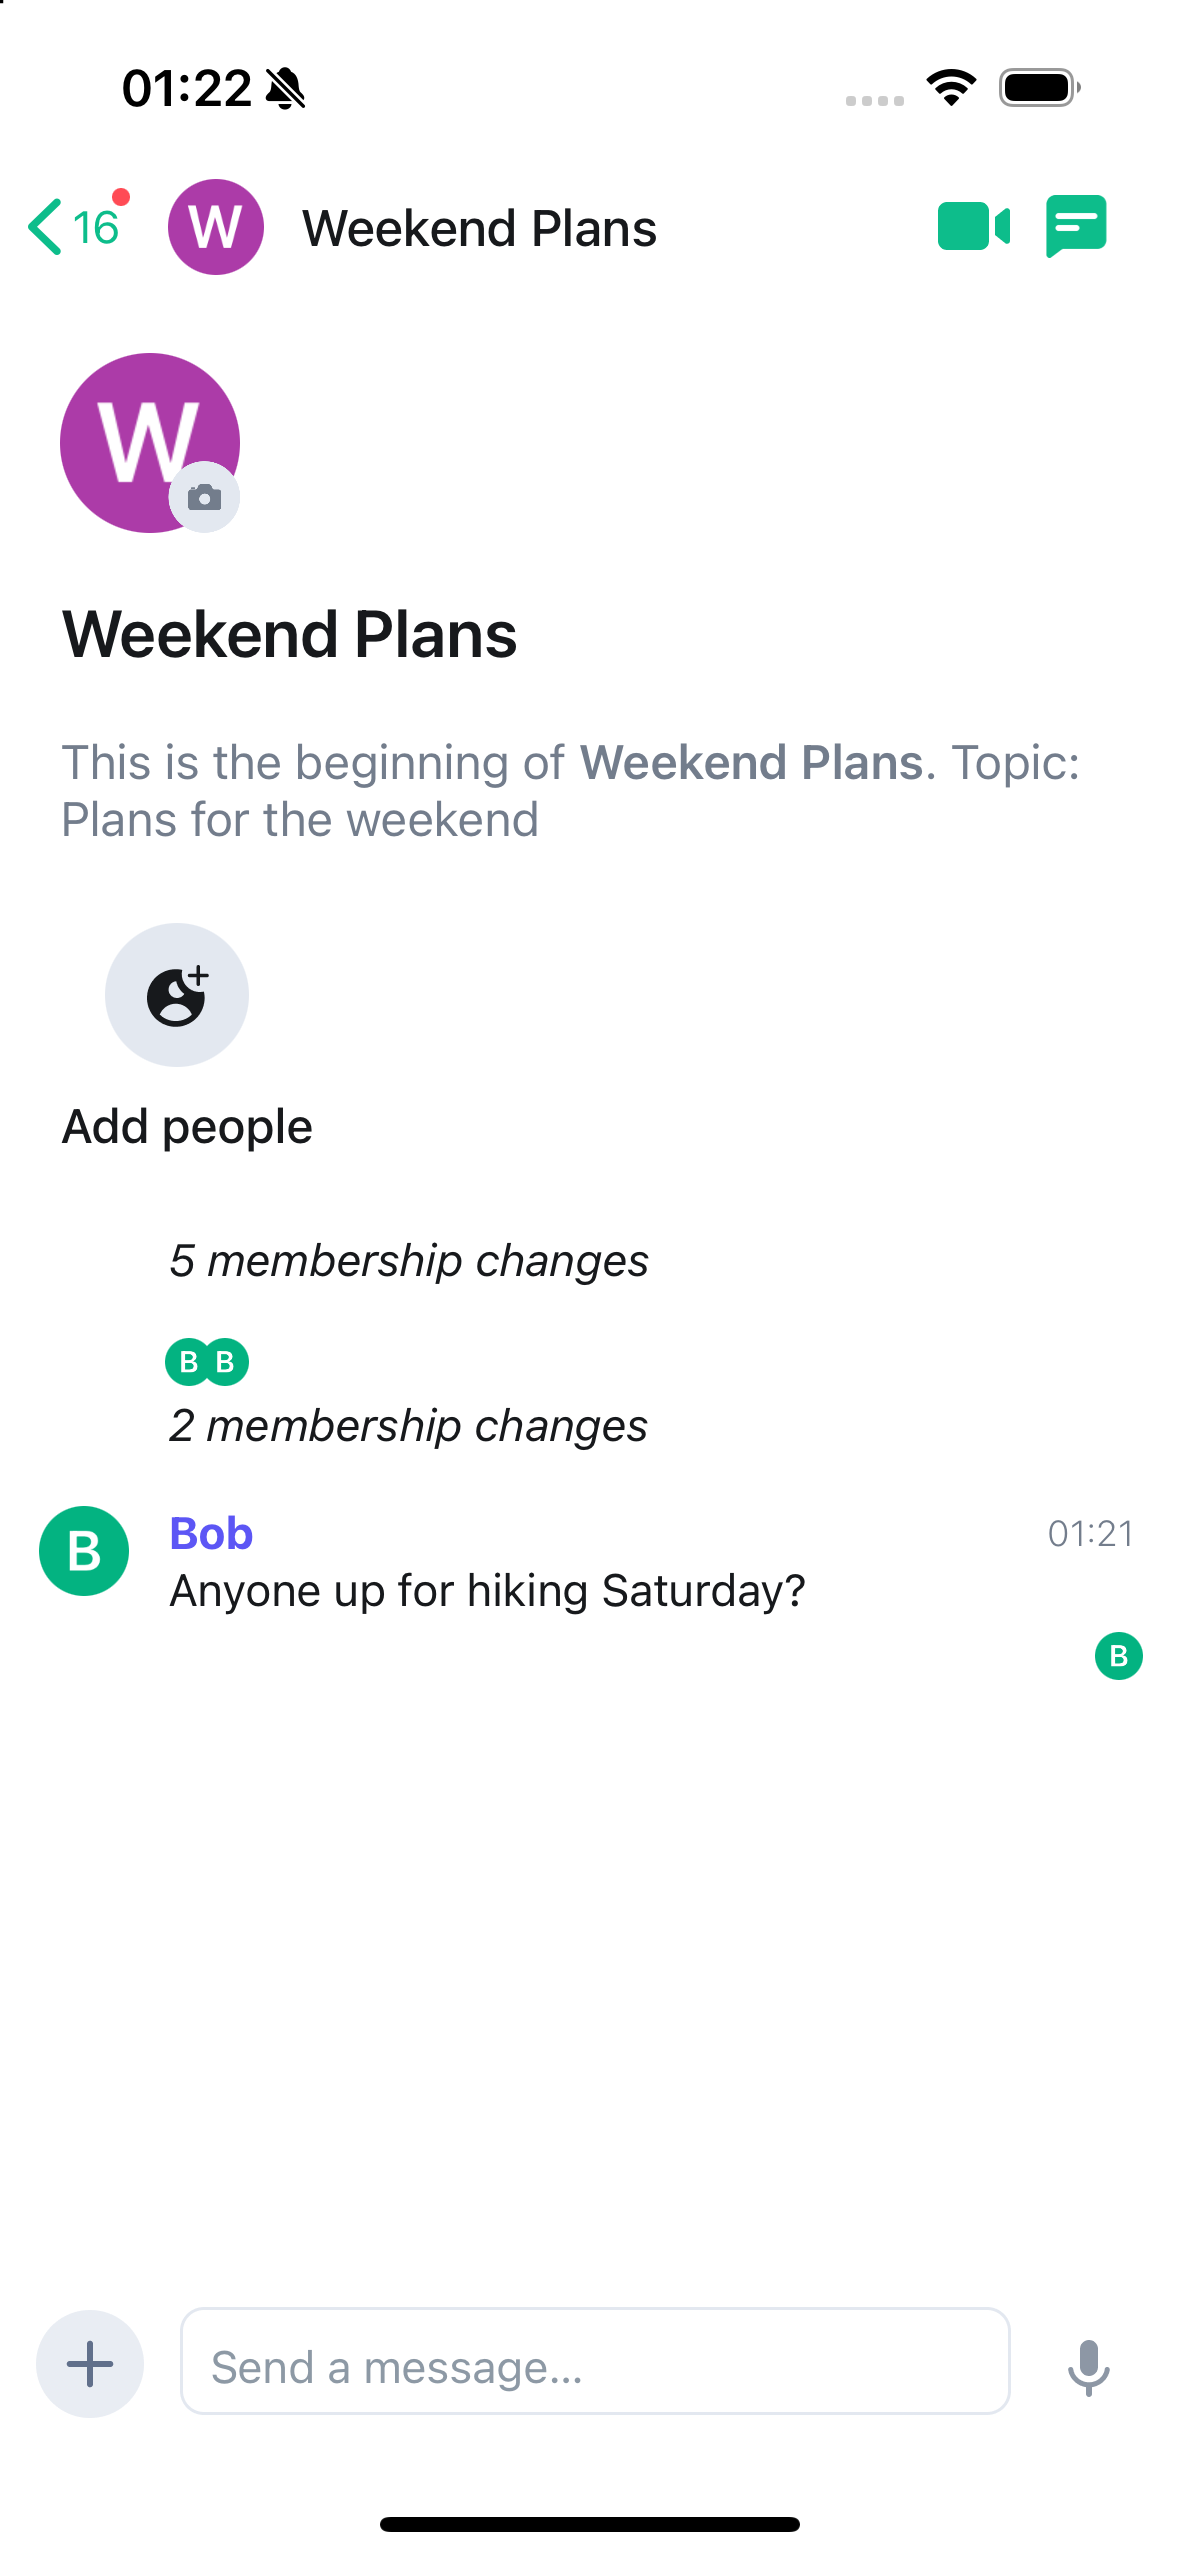 01:22
16
W
Weekend Plans
W
Weekend Plans
This is the beginning of Weekend Plans. Topic:
Plans for the weekend
Add people
5 membership changes
B B
2 membership changes
B
Bob
01:21
Anyone up for hiking Saturday?
B
Send a message...